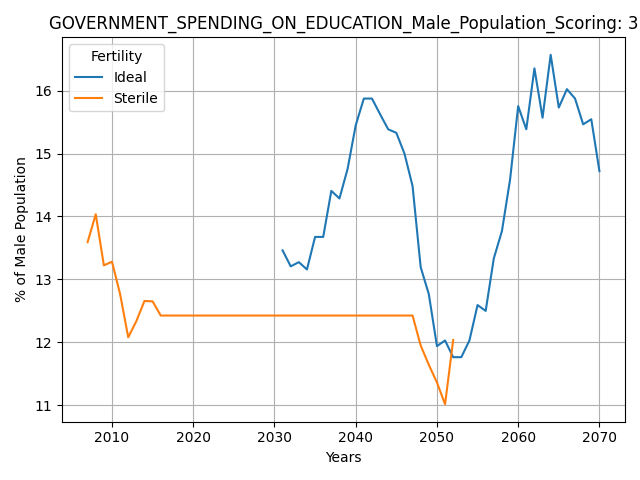 GOVERNMENT_SPENDING_ON_EDUCATION_Male_Population_Scoring: 3
Fertility
Ideal
Sterile
% of Male Population
16
15
14
13
12
11
2010 2020 2030 2040 2050 2060 2070
Years